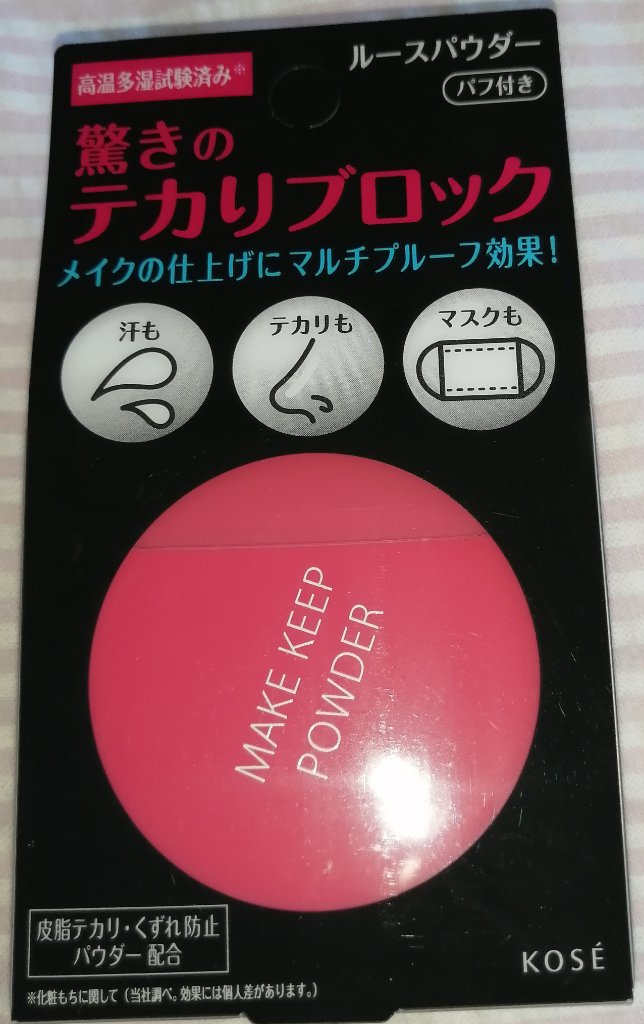 高温多湿試験済み※
ルースパウダー
パフ付き
驚きの
テカりブロック
メイクの仕上げにマルチプルーフ効果！
汗も
テカリも
マスクも
MAKE KEEP
POWDER
皮脂テカリ・くずれ防止
パウダー配合
KOSÉ
※化粧もちに関して（当社調べ。効果には個人差があります。）